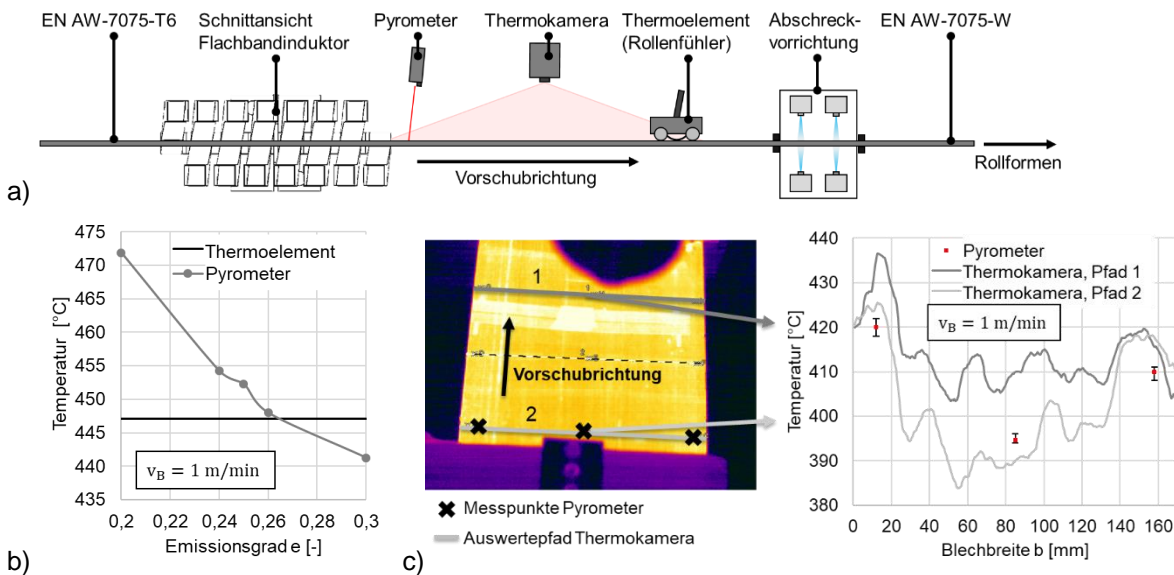 EN AW-7075-T6
Schnittansicht
Flachbandinduktor
Pyrometer
Thermokamera
Thermoelement
(Rollenfühler)
Abschreck-
vorrichtung
EN AW-7075-W
Vorschubrichtung
Rollformen
a)
475
470
465
460
455
450
445
440
435
Temperatur [°C]
Thermoelement
Pyrometer
v_B = 1 m/min
0,2
0,22
0,24
0,26
0,28
0,3
Emissionsgrad e [-]
b)
1
Vorschubrichtung
2
Messpunkte Pyrometer
Auswertepfad Thermokamera
c)
440
430
420
410
400
390
380
Temperatur [°C]
Pyrometer
Thermokamera, Pfad 1
Thermokamera, Pfad 2
v_B = 1 m/min
0
20
40
60
80
100
120
140
160
Blechbreite b [mm]